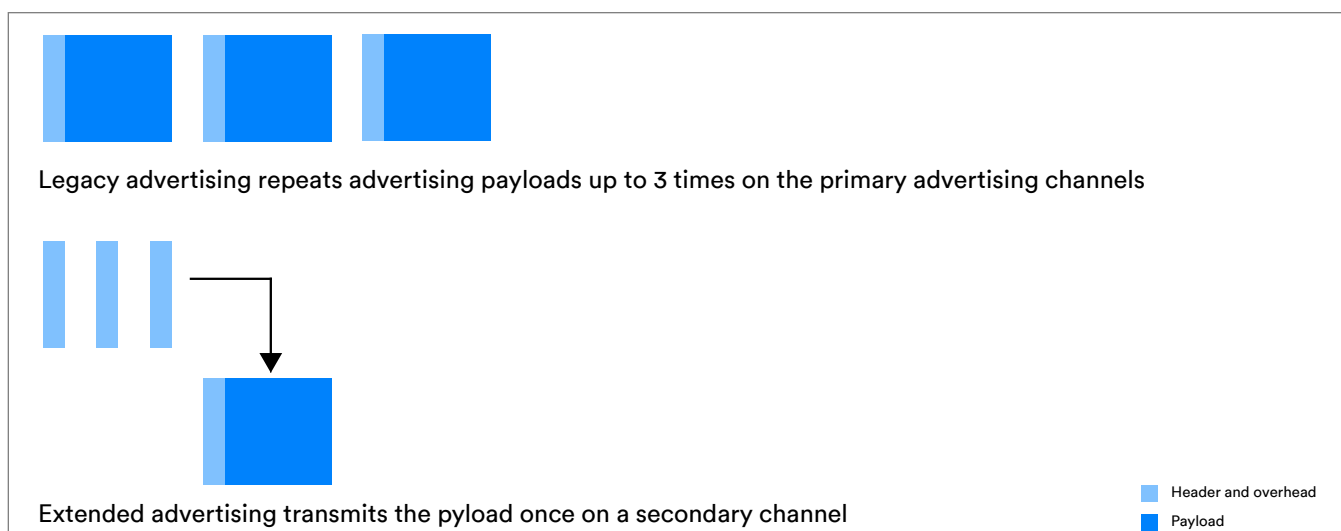 Legacy advertising repeats advertising payloads up to 3 times on the primary advertising channels
Extended advertising transmits the pyload once on a secondary channel
Header and overhead
Payload